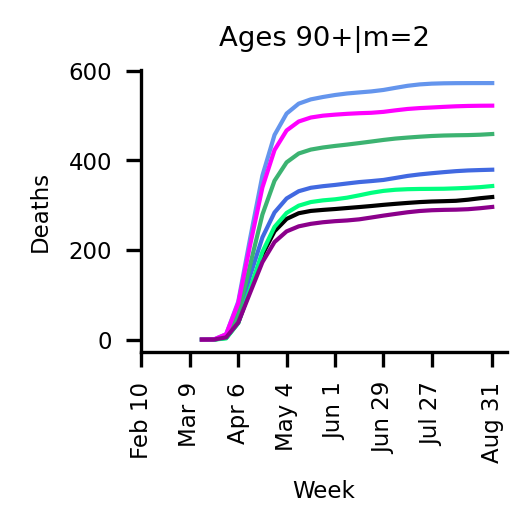 Ages 90+|m=2
600
400
200
0
Deaths
Feb 10
Mar 9
Apr 6
May 4
Jun 1
Jun 29
Jul 27
Aug 31
Week